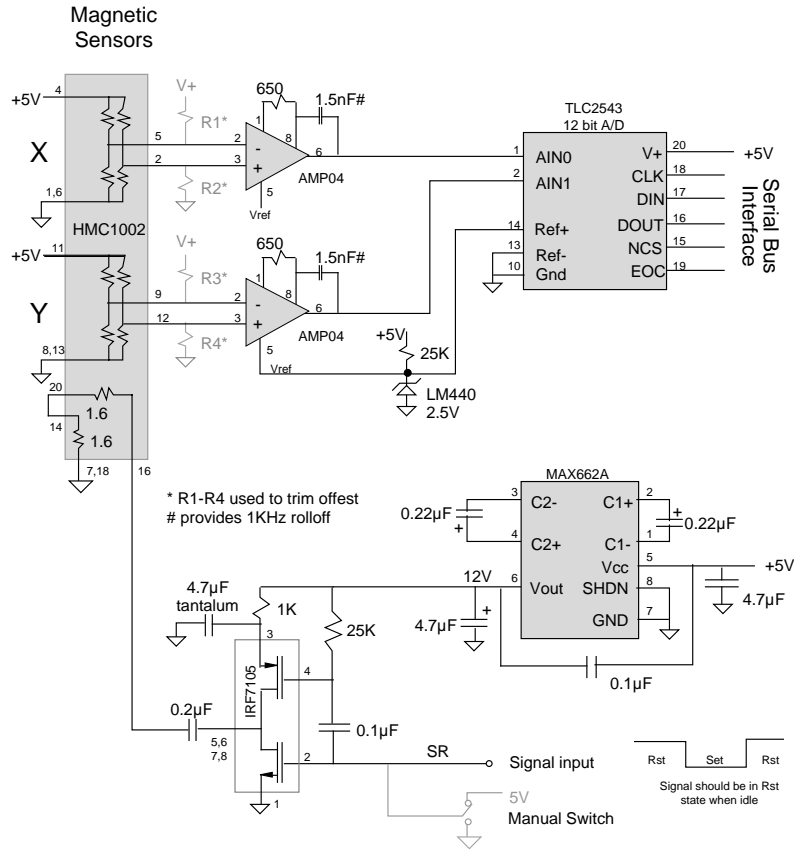 Magnetic
Sensors
4
+5V
X
1,6
5
2
V+
R1*
R2*
650
1.5nF#
1
2
-
8
3
+
6
5
AMP04
Vref
HMC1002
11
+5V
Y
8,13
9
12
V+
R3*
R4*
650
1.5nF#
1
2
-
8
3
+
6
5
AMP04
Vref
+5V
25K
LM440
2.5V
TLC2543
12 bit A/D
1 AIN0
2 AIN1
14 Ref+
13 Ref-
10 Gnd
V+ 20
+5V
CLK 18
DIN 17
DOUT 16
NCS 15
EOC 19
Serial Bus
Interface
20
1.6
14
1.6
7,18
16
* R1-R4 used to trim offest
# provides 1KHz rolloff
MAX662A
3 C2-
4 C2+
C1+ 2
C1- 1
Vcc 5
6 Vout
SHDN 8
GND 7
0.22µF
+
+
0.22µF
+5V
4.7µF
12V
+
4.7µF
0.1µF
4.7µF
tantalum
1K
25K
3
4
IRF7105
0.2µF
5,6
7,8
0.1µF
2
1
SR
Signal input
5V
Manual Switch
Rst
Set
Rst
Signal should be in Rst
state when idle